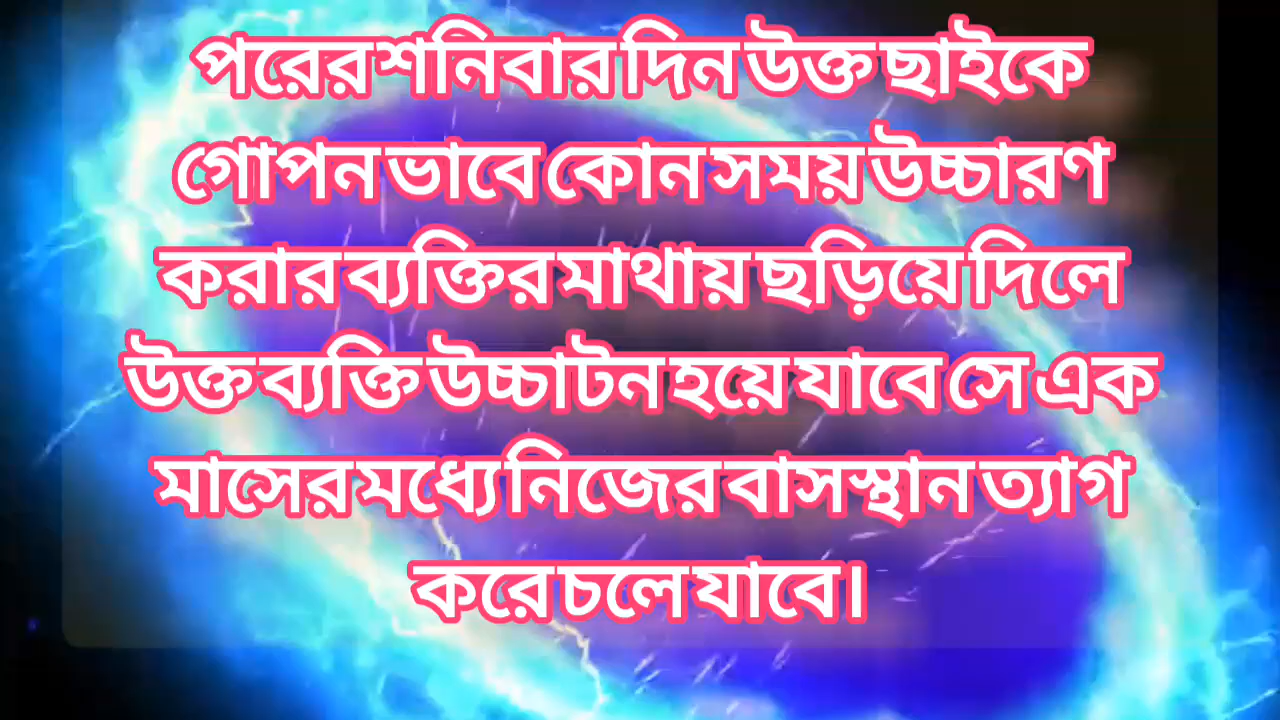 পরের শনিবার দিন উক্ত ছাইকে
গোপন ভাবে কোন সময় উচ্চারণ
করার ব্যক্তির মাথায় ছড়িয়ে দিলে
উক্ত ব্যক্তি উচ্চাটন হয়ে যাবে সে এক
মাসের মধ্যে নিজের বাসস্থান ত্যাগ
করে চলে যাবে।